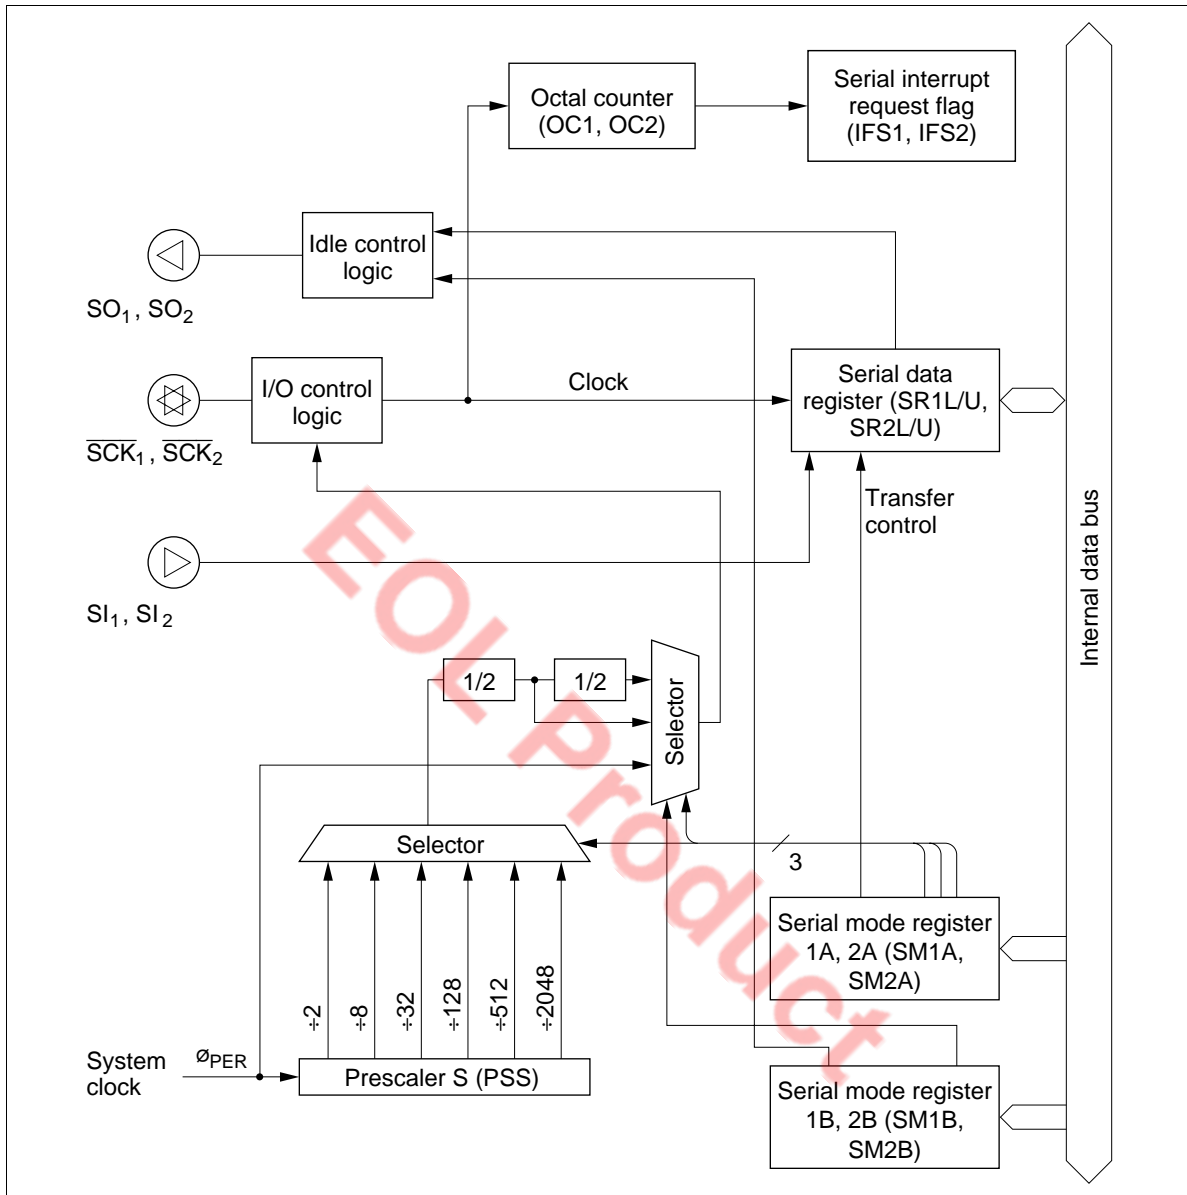 Octal counter
(OC1, OC2)
Serial interrupt
request flag
(IFS1, IFS2)
Idle control
logic
SO1 , SO2
I/O control
logic
Clock
Serial data
register (SR1L/U,
SR2L/U)
SCK1 , SCK2
Transfer
control
SI1 , SI2
Internal data bus
1/2
1/2
Selector
Selector
3
Serial mode register
1A, 2A (SM1A,
SM2A)
÷2
÷8
÷32
÷128
÷512
÷2048
System
clock
øPER
Prescaler S (PSS)
Serial mode register
1B, 2B (SM1B,
SM2B)
EOL Product